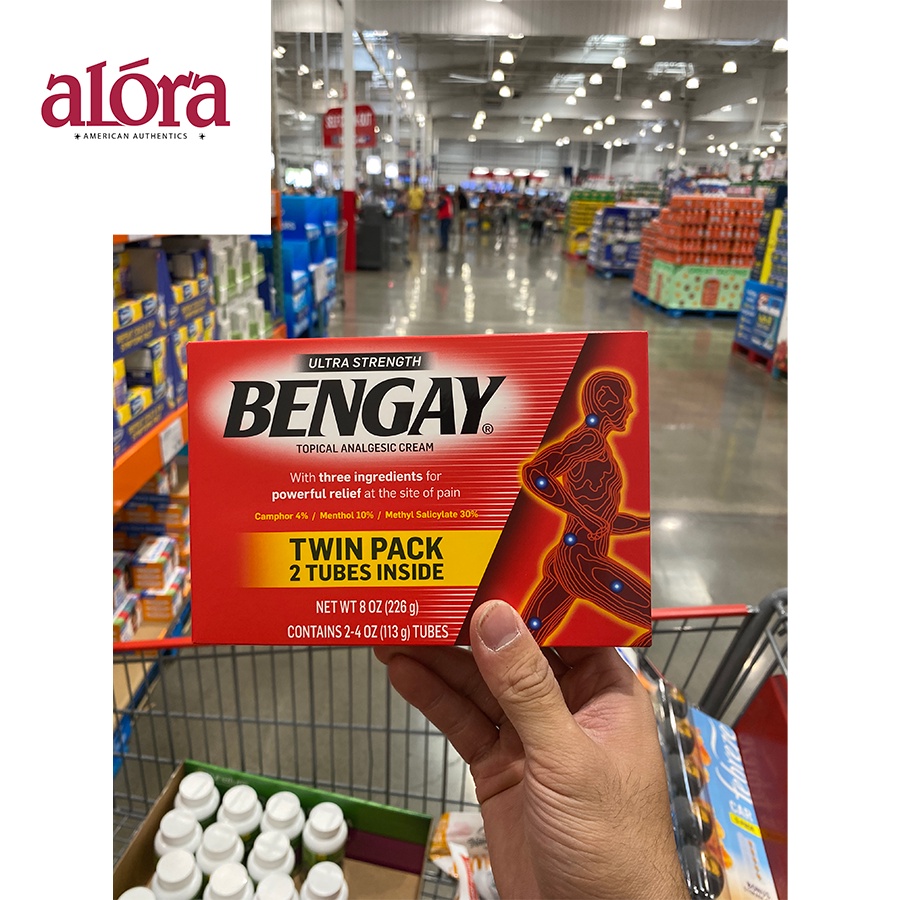 alóra
AMERICAN AUTHENTICS
ULTRA STRENGTH
BENGAY®
TOPICAL ANALGESIC CREAM
With three ingredients for
powerful relief at the site of pain
Camphor 4% / Menthol 10% / Methyl Salicylate 30%
TWIN PACK
2 TUBES INSIDE
NET WT 8 OZ (226 g)
CONTAINS 2-4 OZ (113 g) TUBES
febreze